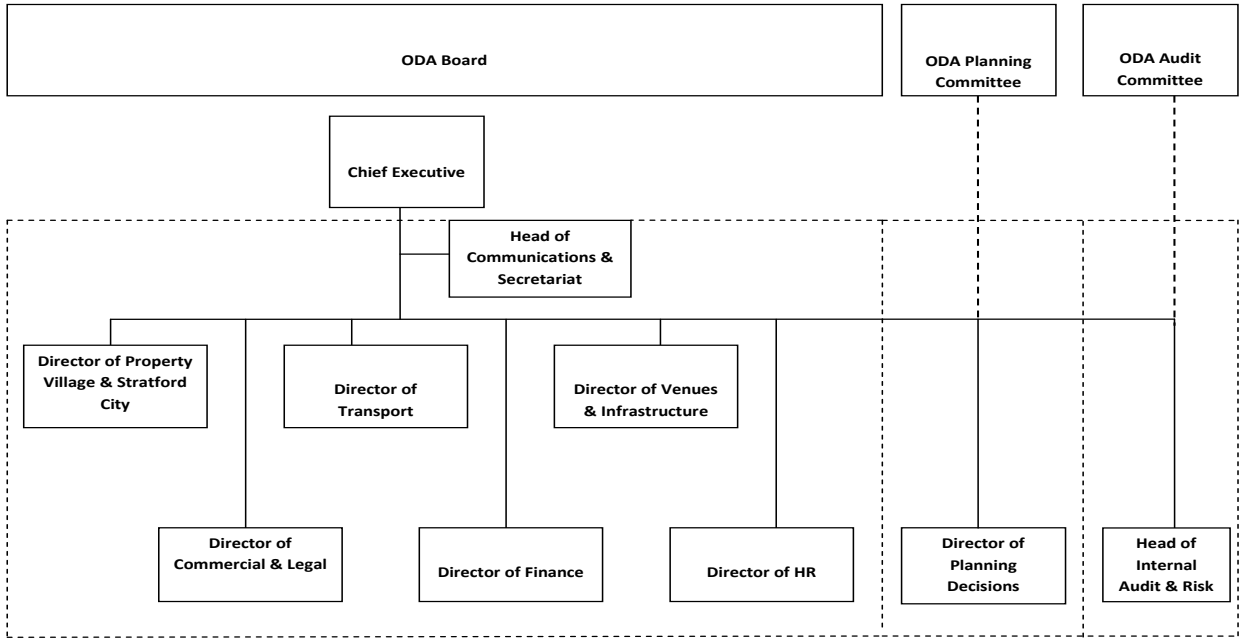 ODA Board
ODA Planning
Committee
ODA Audit
Committee
Chief Executive
Head of
Communications &
Secretariat
Director of Property
Village & Stratford
City
Director of
Transport
Director of Venues
& Infrastructure
Director of
Commercial & Legal
Director of Finance
Director of HR
Director of
Planning
Decisions
Head of
Internal
Audit & Risk